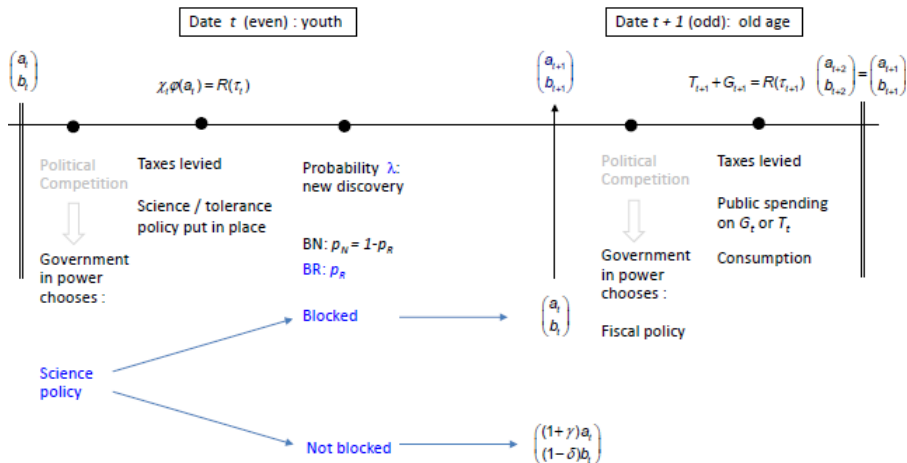 Date t (even) : youth
Date t + 1 (odd): old age
(a_t b_t)
χ_t φ(a_t) = R(τ_t)
(a_{t+1} b_{t+1})
T_{t+1} + G_{t+1} = R(τ_{t+1})
(a_{t+2} b_{t+2}) = (a_{t+1} b_{t+1})
Political
Competition
Government
in power
chooses :
Taxes levied
Science / tolerance
policy put in place
Probability λ:
new discovery
BN: p_N = 1-p_R
BR: p_R
Political
Competition
Government
in power
chooses :
Fiscal policy
Taxes levied
Public spending
on G_t or T_t
Consumption
Science
policy
Blocked
(a_t b_t)
Not blocked
((1+γ)a_t (1−δ)b_t)